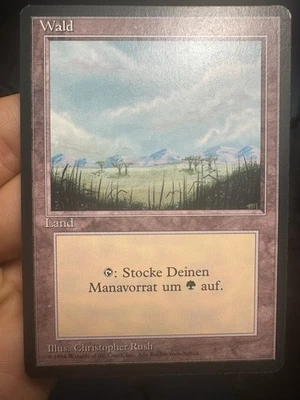 Wald
Land
: Stocke Deinen
Manavorrat um auf.
Illus. Christopher Rush